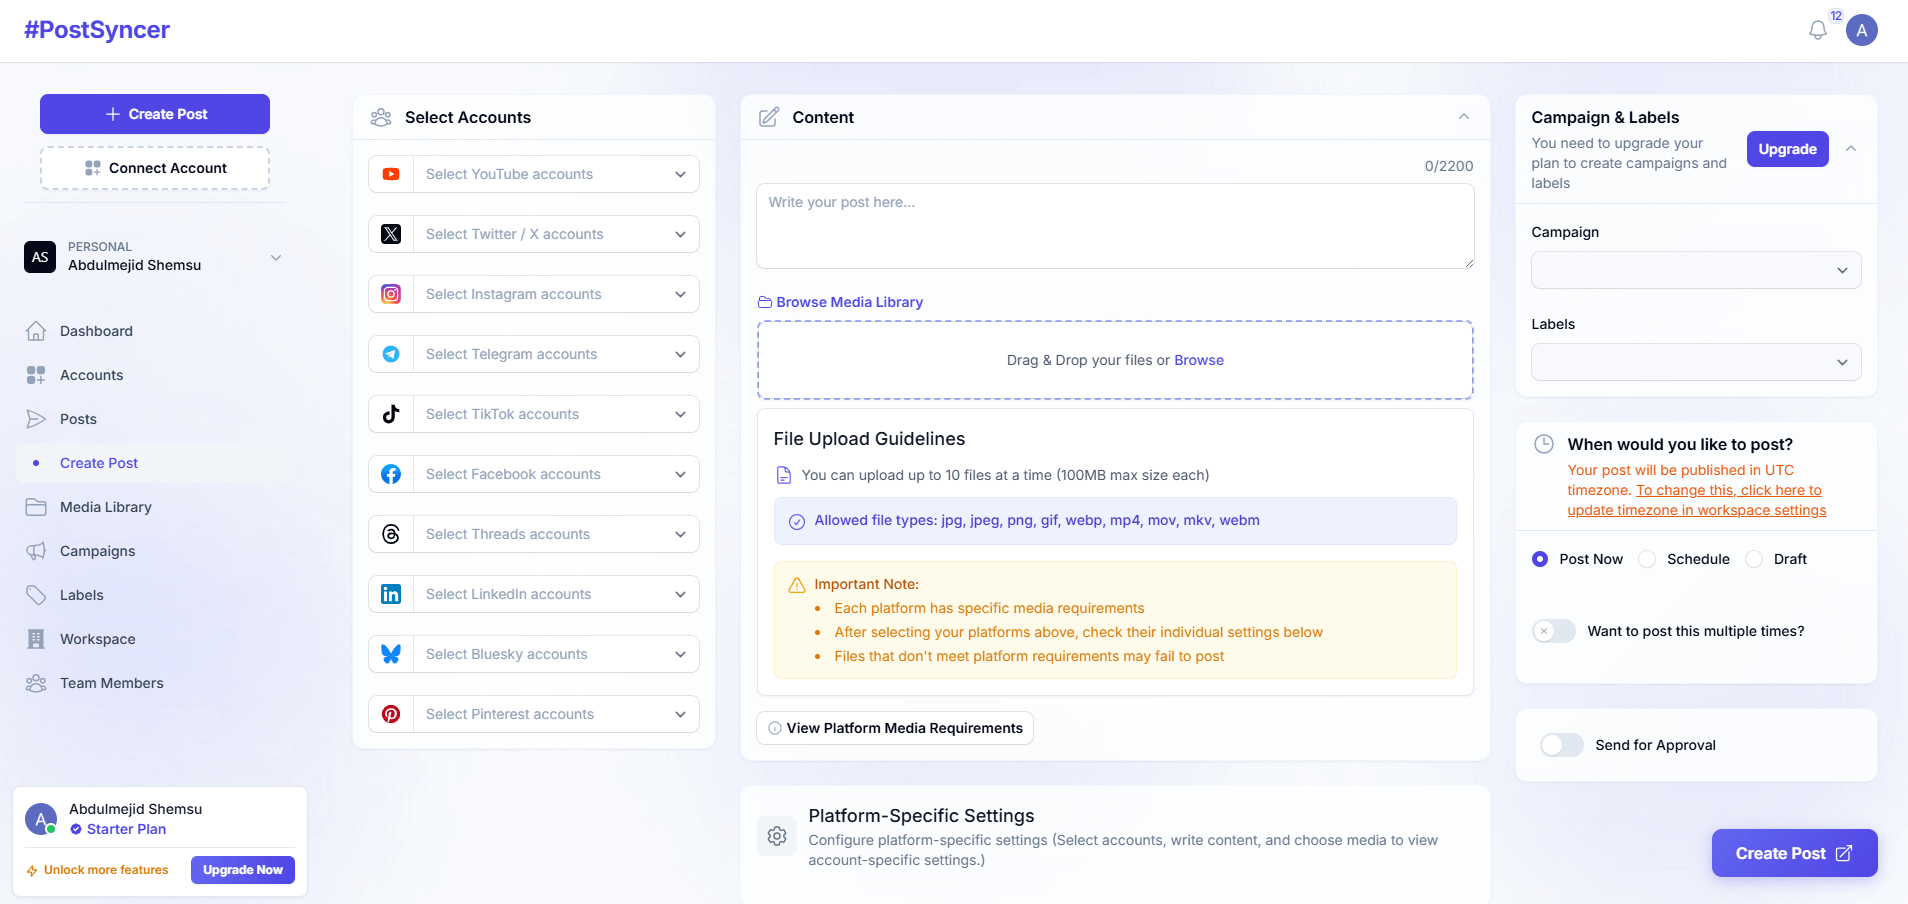 #PostSyncer
12
A
Create Post
Connect Account
AS
PERSONAL
Abdulmejid Shemsu
Dashboard
Accounts
Posts
Create Post
Media Library
Campaigns
Labels
Workspace
Team Members
A
Abdulmejid Shemsu
Starter Plan
Unlock more features
Upgrade Now
Select Accounts
Select YouTube accounts
Select Twitter / X accounts
Select Instagram accounts
Select Telegram accounts
Select TikTok accounts
Select Facebook accounts
Select Threads accounts
Select LinkedIn accounts
Select Bluesky accounts
Select Pinterest accounts
Content
0/2200
Write your post here...
Browse Media Library
Drag & Drop your files or Browse
File Upload Guidelines
You can upload up to 10 files at a time (100MB max size each)
Allowed file types: jpg, jpeg, png, gif, webp, mp4, mov, mkv, webm
Important Note:
Each platform has specific media requirements
After selecting your platforms above, check their individual settings below
Files that don't meet platform requirements may fail to post
View Platform Media Requirements
Platform-Specific Settings
Configure platform-specific settings (Select accounts, write content, and choose media to view
account-specific settings.)
Campaign & Labels
You need to upgrade your
plan to create campaigns and
labels
Upgrade
Campaign
Labels
When would you like to post?
Your post will be published in UTC
timezone. To change this, click here to
update timezone in workspace settings
Post Now
Schedule
Draft
Want to post this multiple times?
Send for Approval
Create Post